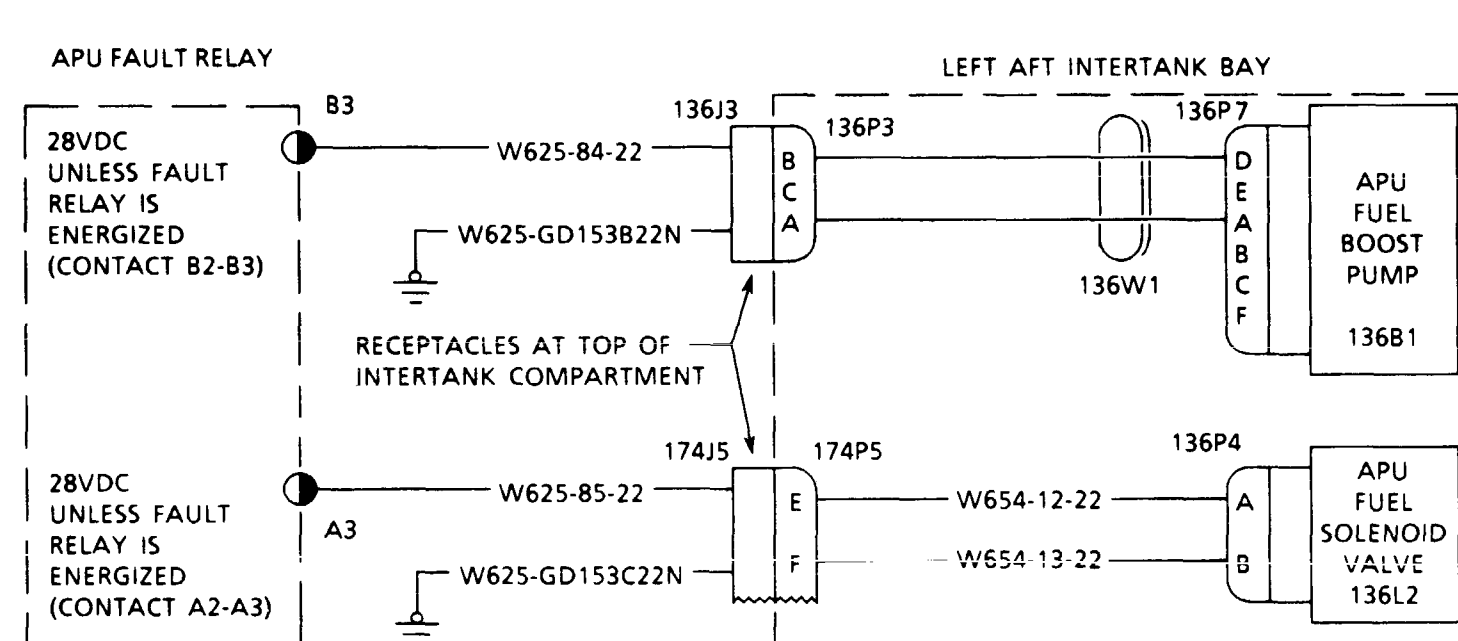 APU FAULT RELAY
LEFT AFT INTERTANK BAY
B3
28VDC
UNLESS FAULT
RELAY IS
ENERGIZED
(CONTACT B2-B3)
W625-84-22
W625-GD153B22N
136J3
136P3
B
C
A
136W1
136P7
D
E
A
B
C
F
APU
FUEL
BOOST
PUMP
136B1
RECEPTACLES AT TOP OF
INTERTANK COMPARTMENT
28VDC
UNLESS FAULT
RELAY IS
ENERGIZED
(CONTACT A2-A3)
A3
W625-85-22
W625-GD153C22N
174J5
174P5
E
F
W654-12-22
W654-13-22
136P4
A
B
APU
FUEL
SOLENOID
VALVE
136L2